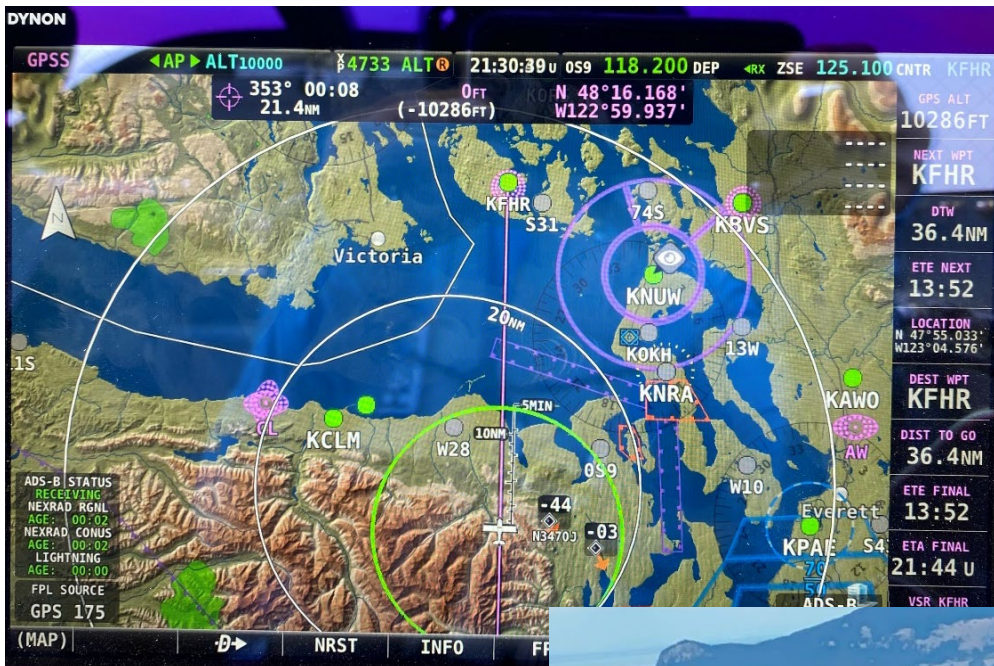 DYNON
GPSS
◀AP▶ ALT10000
XP 4733 ALT R
21:30:39U
0S9 118.200 DEP
◀RX ZSE 125.100 CNTR
KFHR
353° 00:08
21.4NM
0FT
(-10286FT)
N 48°16.168'
W122°59.937'
GPS ALT
10286FT
NEXT WPT
KFHR
DTW
36.4NM
ETE NEXT
13:52
LOCATION
N 47°55.033'
W123°04.576'
DEST WPT
KFHR
DIST TO GO
36.4NM
ETE FINAL
13:52
ETA FINAL
21:44 U
VSR KFHR
----
----
----
----
N
KFHR
S31
74S
KBVS
Victoria
KNUW
20NM
KOKH
13W
1S
KNRA
KAWO
CL
KCLM
5MIN
10NM
W28
0S9
AW
W10
Everett
-44
N3470J
-03
KPAE
S4
70
50
ADS-B
ADS-B STATUS
RECEIVING
NEXRAD RGNL
AGE: 00:02
NEXRAD CONUS
AGE: 00:02
LIGHTNING
AGE: 00:00
FPL SOURCE
GPS 175
(MAP)
D→
NRST
INFO